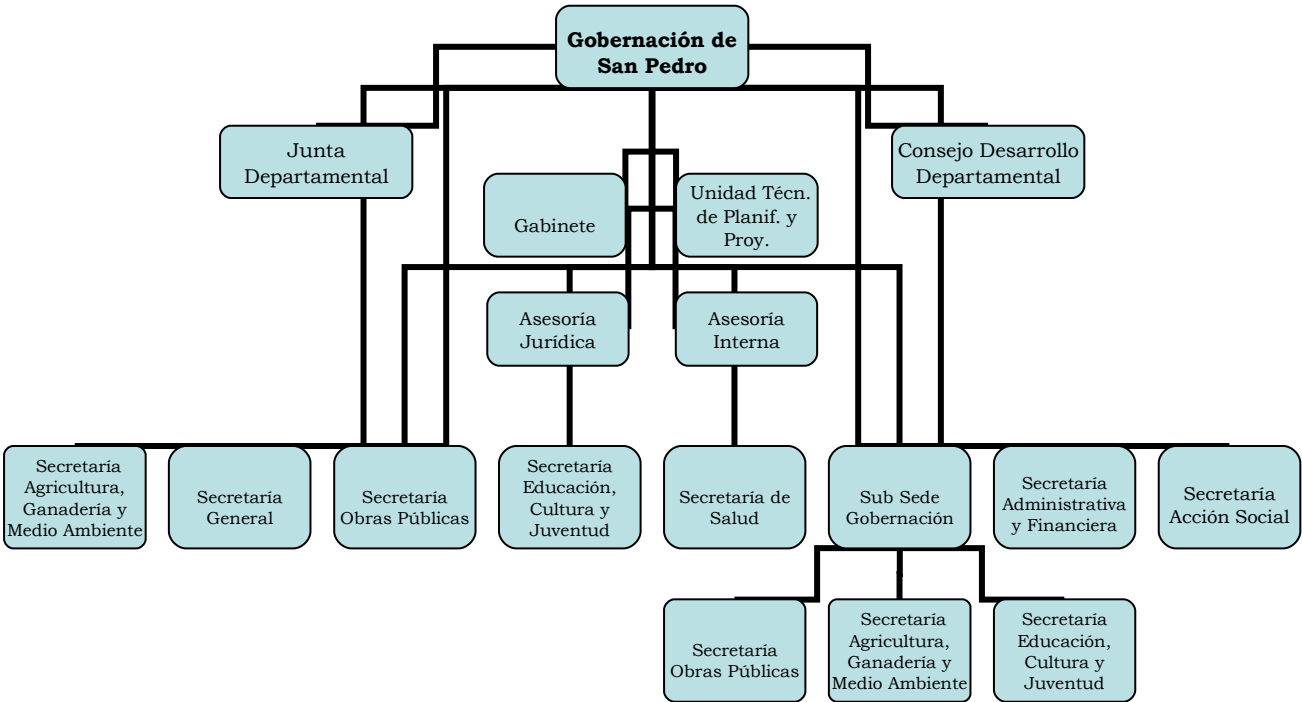 Gobernación de
San Pedro
Junta
Departamental
Consejo Desarrollo
Departamental
Gabinete
Unidad Técn.
de Planif. y
Proy.
Asesoría
Jurídica
Asesoría
Interna
Secretaría
Agricultura,
Ganadería y
Medio Ambiente
Secretaría
General
Secretaría
Obras Públicas
Secretaría
Educación,
Cultura y
Juventud
Secretaría de
Salud
Sub Sede
Gobernación
Secretaría
Administrativa
y Financiera
Secretaría
Acción Social
Secretaría
Obras Públicas
Secretaría
Agricultura,
Ganadería y
Medio Ambiente
Secretaría
Educación,
Cultura y
Juventud